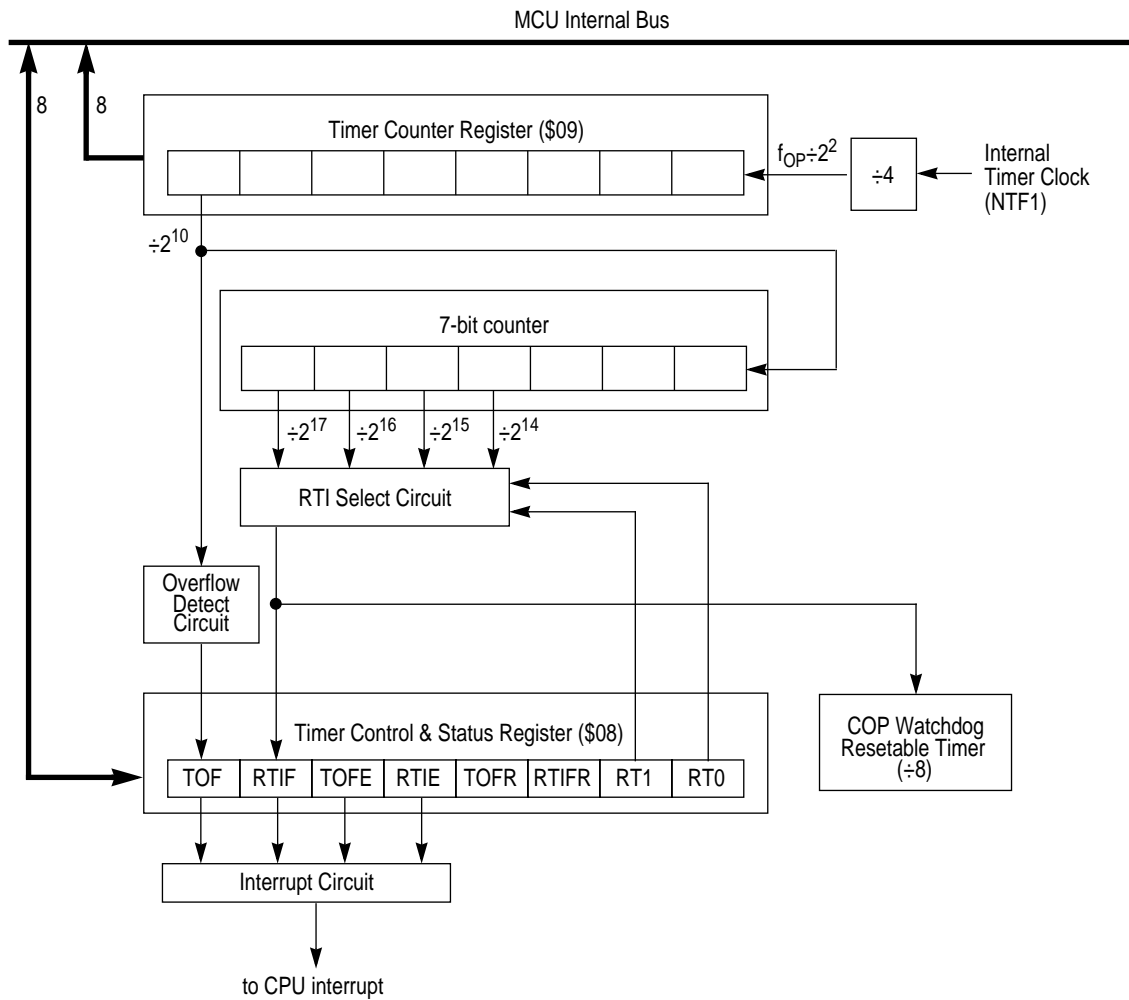 MCU Internal Bus
8
8
Timer Counter Register ($09)
fOP÷2²
÷4
Internal
Timer Clock
(NTF1)
÷2¹⁰
7-bit counter
÷2¹⁷
÷2¹⁶
÷2¹⁵
÷2¹⁴
RTI Select Circuit
Overflow
Detect
Circuit
Timer Control & Status Register ($08)
TOF RTIF TOFE RTIE TOFR RTIFR RT1 RT0
COP Watchdog
Resetable Timer
(÷8)
Interrupt Circuit
to CPU interrupt